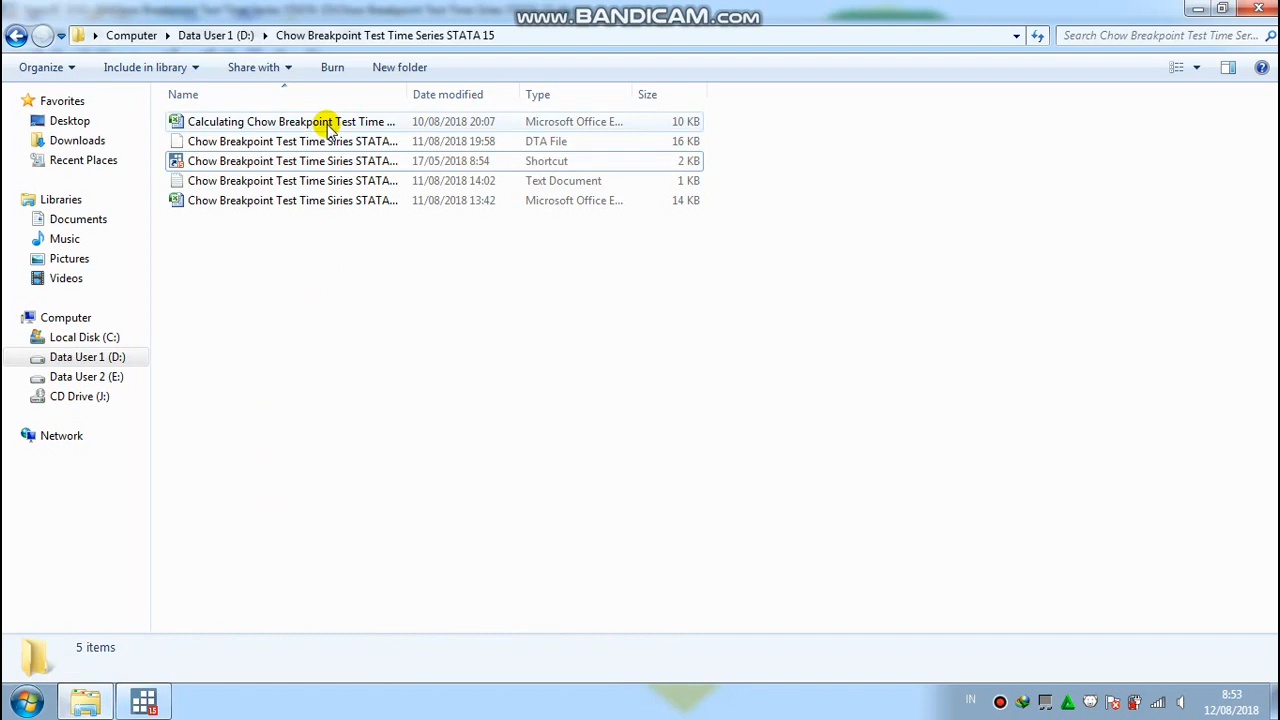 www.BANDICAM.com
Computer
Data User 1 (D:)
Chow Breakpoint Test Time Series STATA 15
Search Chow Breakpoint Test Time Ser...
Organize
Include in library
Share with
Burn
New folder
Name
Date modified
Type
Size
Favorites
Desktop
Downloads
Recent Places
Libraries
Documents
Music
Pictures
Videos
Computer
Local Disk (C:)
Data User 1 (D:)
Data User 2 (E:)
CD Drive (J:)
Network
Calculating Chow Breakpoint Test Time ... 10/08/2018 20:07 Microsoft Office E... 10 KB
Chow Breakpoint Test Time Siries STATA... 11/08/2018 19:58 DTA File 16 KB
Chow Breakpoint Test Time Siries STATA... 17/05/2018 8:54 Shortcut 2 KB
Chow Breakpoint Test Time Siries STATA... 11/08/2018 14:02 Text Document 1 KB
Chow Breakpoint Test Time Siries STATA... 11/08/2018 13:42 Microsoft Office E... 14 KB
5 items
15
IN
8:53
12/08/2018